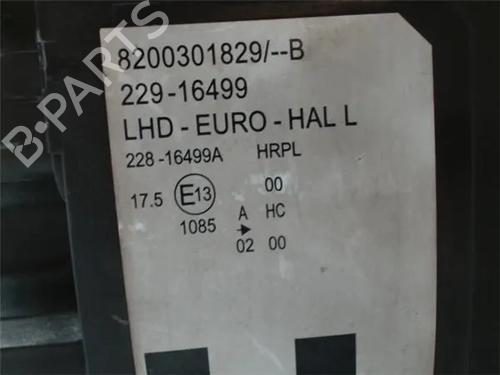 8200301829/--B
229-16499
LHD - EURO - HAL L
228 -16499A HRPL
17.5 E13 00
1085 A HC
02 00
B-PARTS